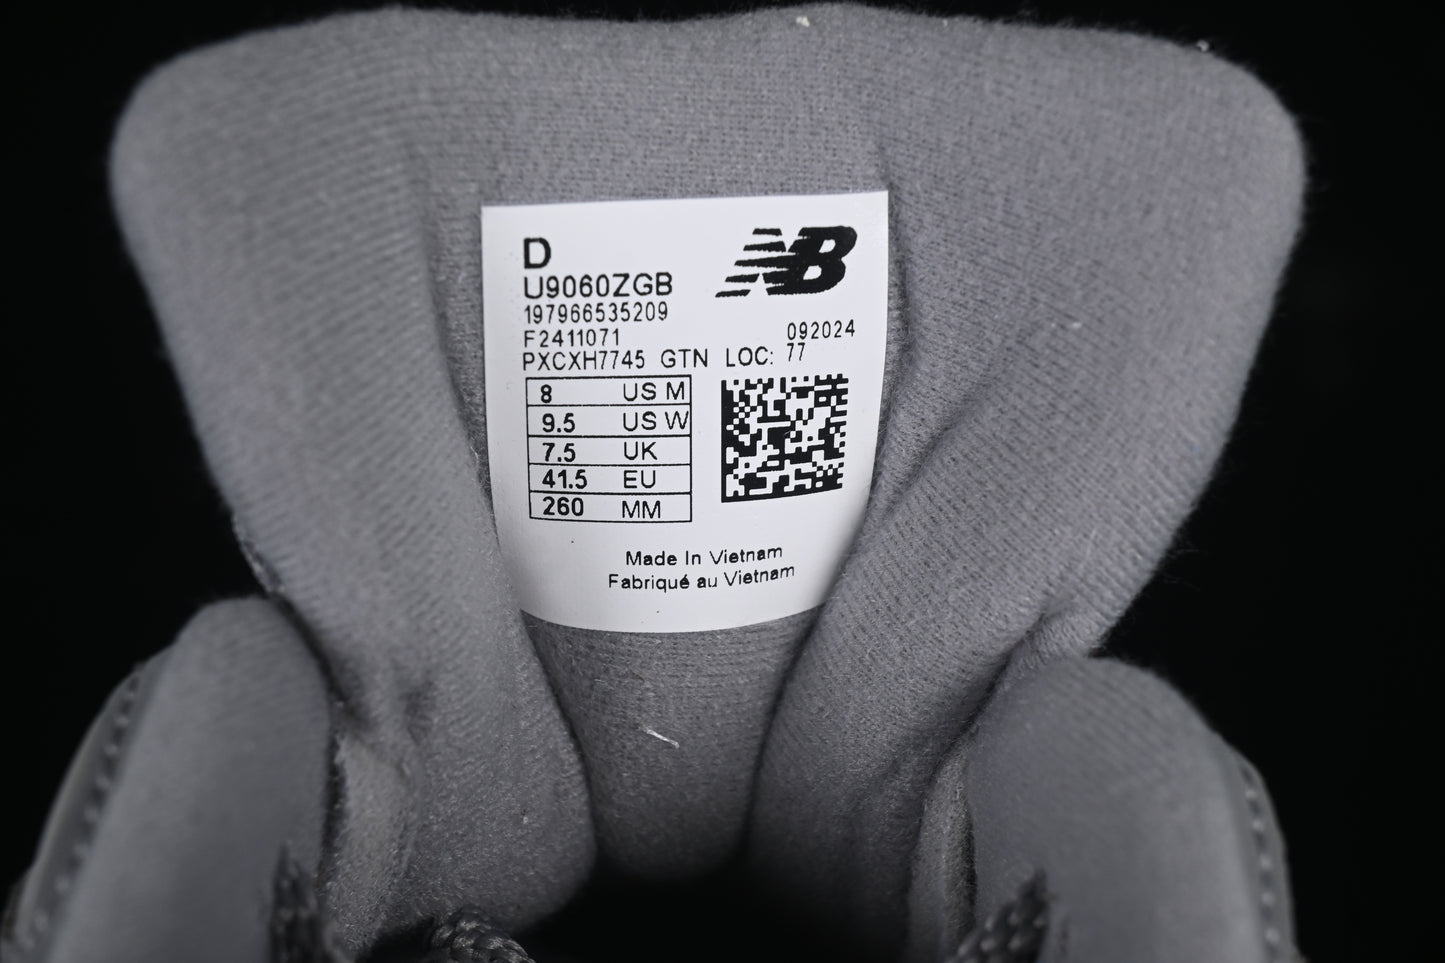 D
NB
U9060ZGB
197966535209
F2411071 092024
PXCXH7745 GTN LOC: 77
8 US M
9.5 US W
7.5 UK
41.5 EU
260 MM
Made In Vietnam
Fabriqué au Vietnam